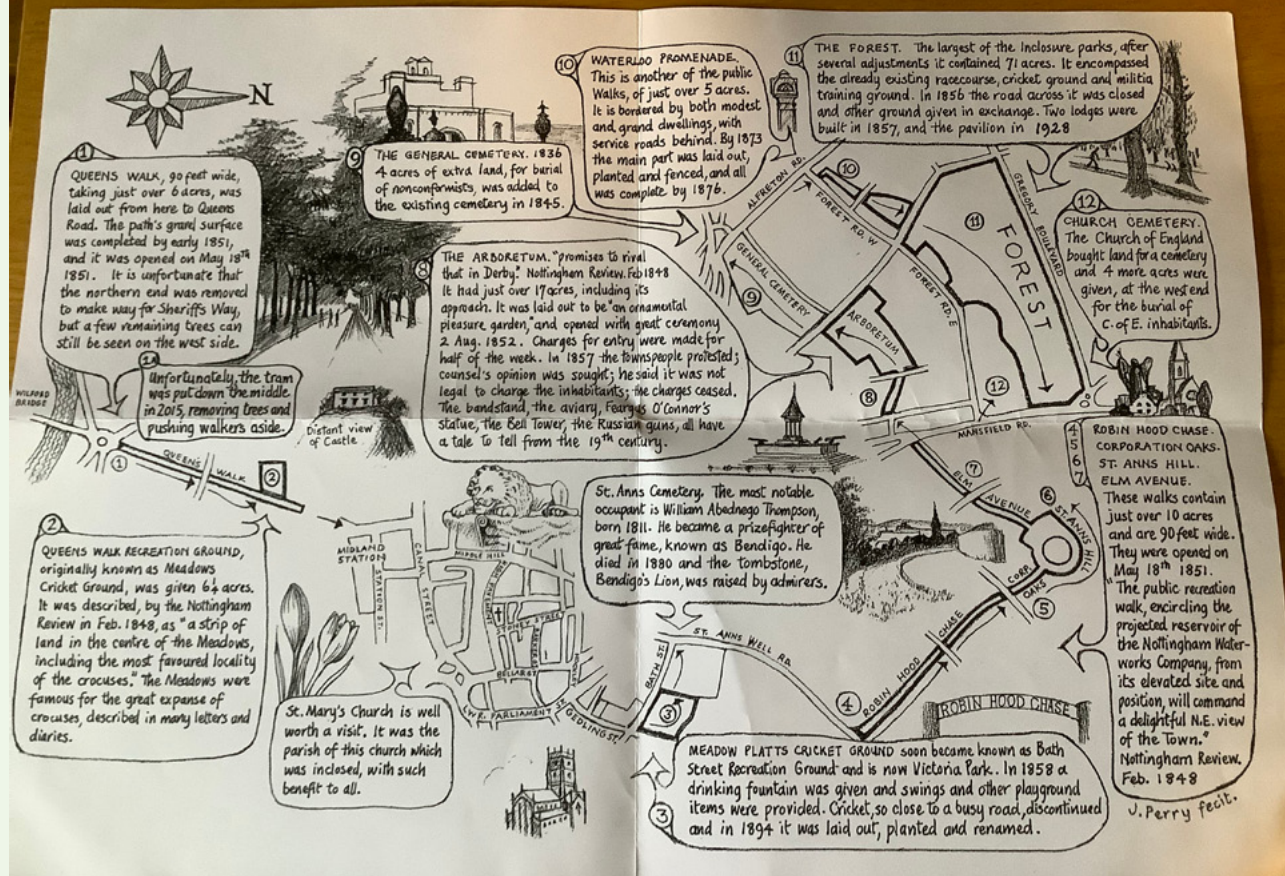 N
1
QUEENS WALK, 90 feet wide,
taking just over 6 acres, was
laid out from here to Queens
Road. The path's gravel surface
was completed by early 1851,
and it was opened on May 18th
1851. It is unfortunate that
the northern end was removed
to make way for Sheriffs Way,
but a few remaining trees can
still be seen on the west side.
1A
Unfortunately, the tram
was put down the middle
in 2015, removing trees and
pushing walkers aside.
WILFORD
BRIDGE
1
QUEEN'S WALK
2
Distant view
of Castle
2
QUEENS WALK RECREATION GROUND,
originally known as Meadows
Cricket Ground, was given 6¼ acres.
It was described, by the Nottingham
Review in Feb. 1848, as "a strip of
land in the centre of the Meadows,
including the most favoured locality
of the crocuses." The Meadows were
famous for the great expanse of
crocuses, described in many letters and
diaries.
St. Mary's Church is well
worth a visit. It was the
parish of this church which
was inclosed, with such
benefit to all.
MIDLAND
STATION
STATION ST.
CANAL
STREET
MIDDLE HILL
HIGH PAVEMENT
STONEY STREET
BARKER GT
BELLAR GT
HOCKLEY
LWR. PARLIAMENT ST
GEDLING ST.
9
THE GENERAL CEMETERY. 1836
4 acres of extra land, for burial
of nonconformists, was added to
the existing cemetery in 1845.
10
WATERLOO PROMENADE.
This is another of the public
Walks, of just over 5 acres.
It is bordered by both modest
and grand dwellings, with
service roads behind. By 1873
the main part was laid out,
planted and fenced, and all
was complete by 1876.
11
THE FOREST. The largest of the Inclosure parks, after
several adjustments it contained 71 acres. It encompassed
the already existing racecourse, cricket ground and militia
training ground. In 1856 the road across it was closed
and other ground given in exchange. Two lodges were
built in 1857, and the pavilion in 1928
8
THE ARBORETUM. "promises to rival
that in Derby." Nottingham Review. Feb 1848
It had just over 17 acres, including its
approach. It was laid out to be "an ornamental
pleasure garden," and opened with great ceremony
2 Aug. 1852. Charges for entry were made for
half of the week. In 1857 the townspeople protested;
counsel's opinion was sought; he said it was not
legal to charge the inhabitants; the charges ceased.
The bandstand, the aviary, Feargus O'Connor's
statue, the Bell Tower, the Russian guns, all have
a tale to tell from the 19th century.
ALFRETON RD.
10
FOREST RD. W
GENERAL CEMETERY
9
ARBORETUM
8
FOREST RD. E
11
FOREST
GREGORY BOULEVARD
12
MANSFIELD RD.
12
CHURCH CEMETERY.
The Church of England
bought land for a cemetery
and 4 more acres were
given, at the west end
for the burial of
C. of E. inhabitants.
St. Anns Cemetery. The most notable
occupant is William Abednego Thompson,
born 1811. He became a prizefighter of
great fame, known as Bendigo. He
died in 1880 and the tombstone,
Bendigo's Lion, was raised by admirers.
7
ELM AVENUE
6
ST. ANNS HILL
CORP. OAKS
5
ROBIN HOOD CHASE
4
ST. ANNS WELL RD.
BATH ST.
3
ROBIN HOOD CHASE
3
MEADOW PLATTS CRICKET GROUND soon became known as Bath
Street Recreation Ground and is now Victoria Park. In 1858 a
drinking fountain was given and swings and other playground
items were provided. Cricket, so close to a busy road, discontinued
and in 1894 it was laid out, planted and renamed.
4 ROBIN HOOD CHASE.
5 CORPORATION OAKS.
6 ST. ANNS HILL.
7 ELM AVENUE.
These walks contain
just over 10 acres
and are 90 feet wide.
They were opened on
May 18th 1851.
"The public recreation
walk, encircling the
projected reservoir of
the Nottingham Water-
works Company, from
its elevated site and
position, will command
a delightful N.E. view
of the Town."
Nottingham Review.
Feb. 1848
J. Perry fecit.